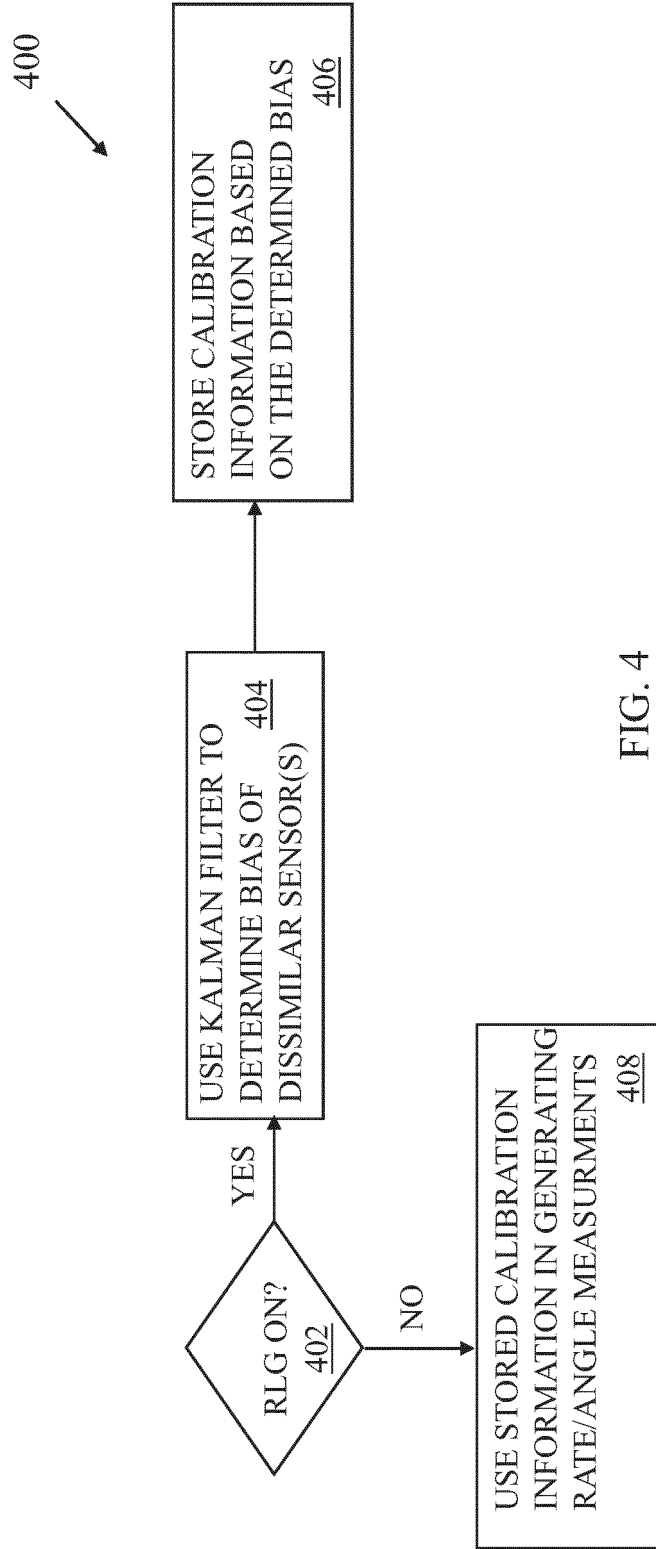 400
RLG ON?
402
YES
NO
USE KALMAN FILTER TO
DETERMINE BIAS OF
404
DISSIMILAR SENSOR(S)
STORE CALIBRATION
INFORMATION BASED
ON THE DETERMINED BIAS
406
USE STORED CALIBRATION
INFORMATION IN GENERATING
RATE/ANGLE MEASURMENTS
408
FIG. 4